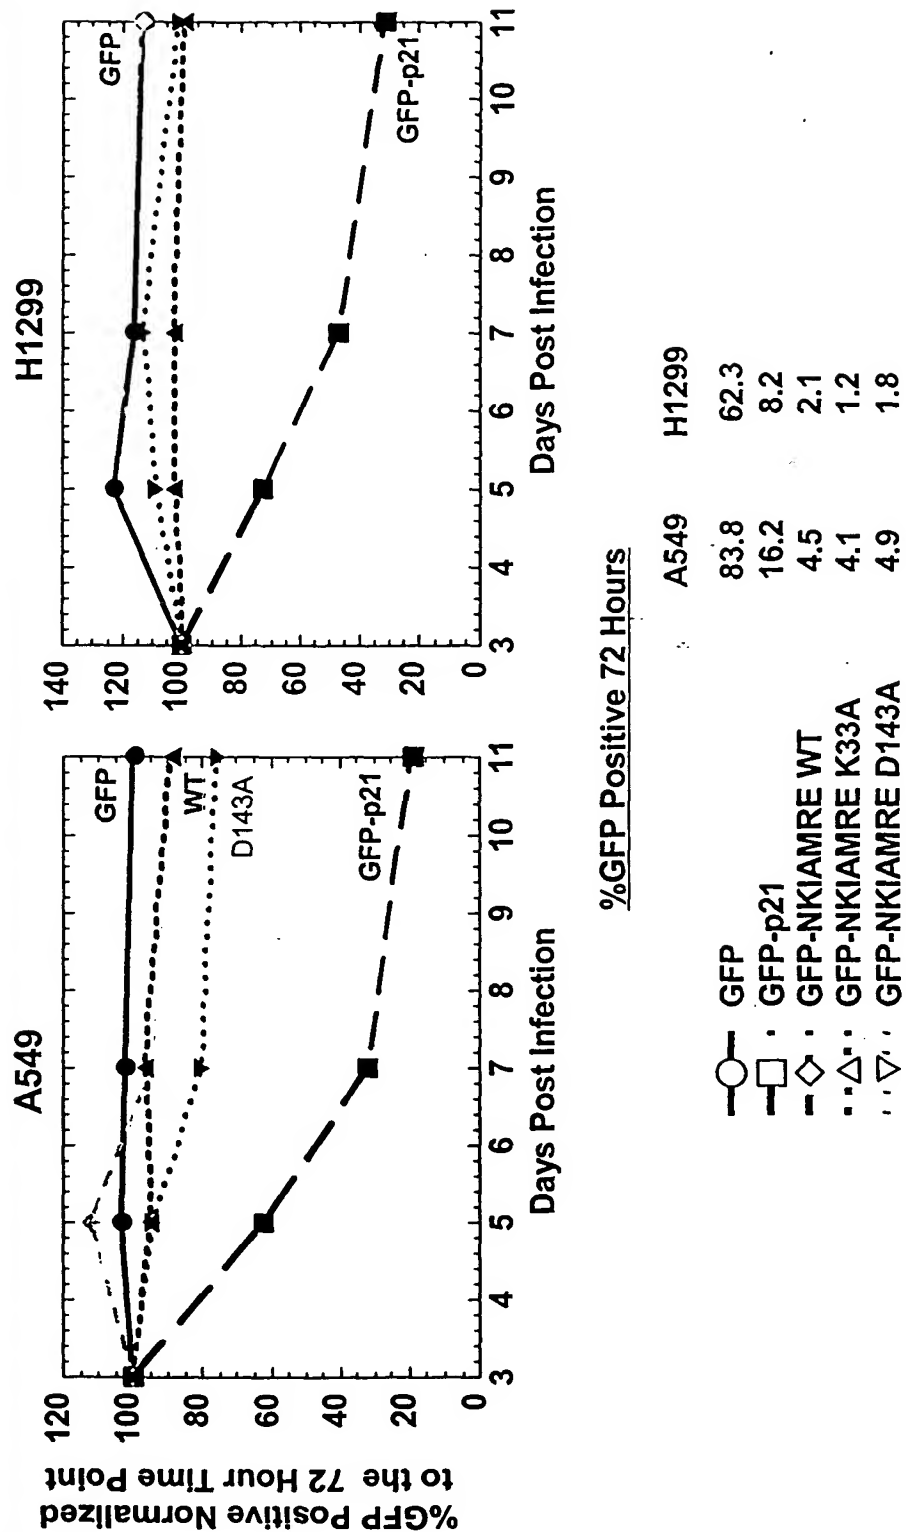 A549
%GFP Positive Normalized
to the 72 Hour Time Point
120
100
80
60
40
20
0
GFP
WT
D143A
GFP-p21
3 4 5 6 7 8 9 10 11
Days Post Infection
H1299
140
120
100
80
60
40
20
0
GFP
GFP-p21
3 4 5 6 7 8 9 10 11
Days Post Infection
%GFP Positive 72 Hours
A549 H1299
GFP 83.8 62.3
GFP-p21 16.2 8.2
GFP-NKIAMRE WT 4.5 2.1
GFP-NKIAMRE K33A 4.1 1.2
GFP-NKIAMRE D143A 4.9 1.8